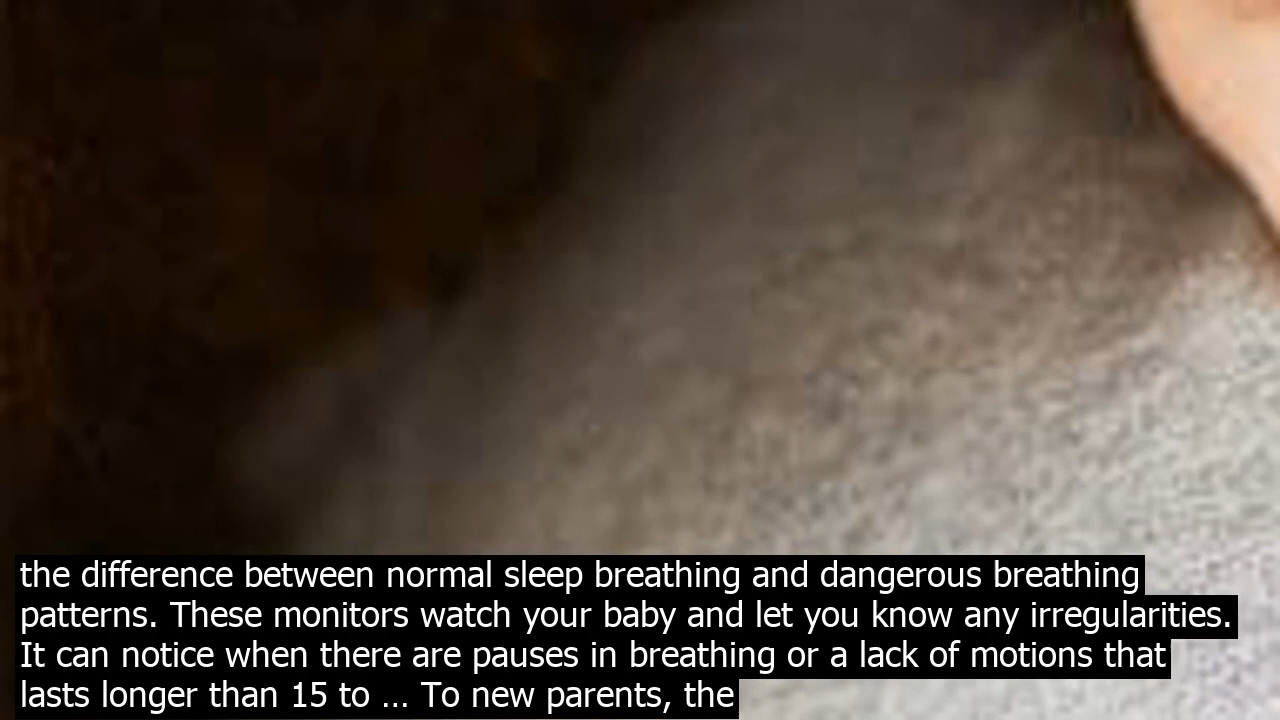 the difference between normal sleep breathing and dangerous breathing
patterns. These monitors watch your baby and let you know any irregularities.
It can notice when there are pauses in breathing or a lack of motions that
lasts longer than 15 to ... To new parents, the